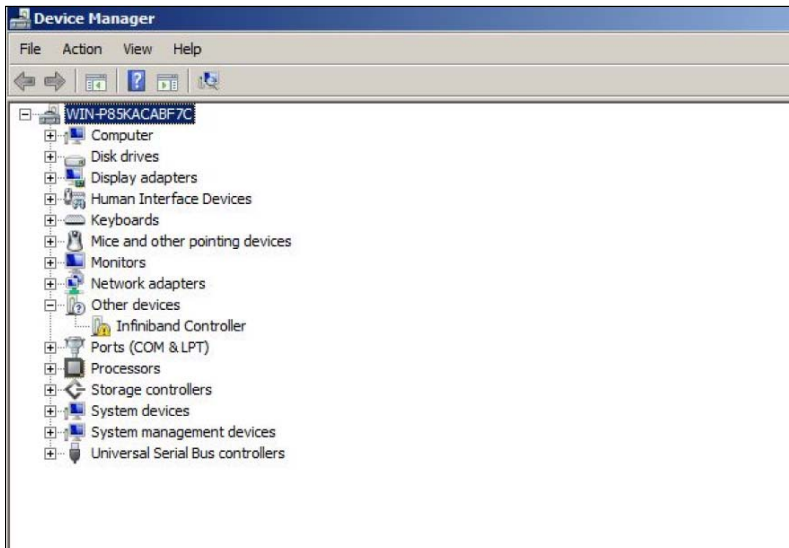 Device Manager
File Action View Help
WIN-P85KACABF7C
Computer
Disk drives
Display adapters
Human Interface Devices
Keyboards
Mice and other pointing devices
Monitors
Network adapters
Other devices
Infiniband Controller
Ports (COM & LPT)
Processors
Storage controllers
System devices
System management devices
Universal Serial Bus controllers